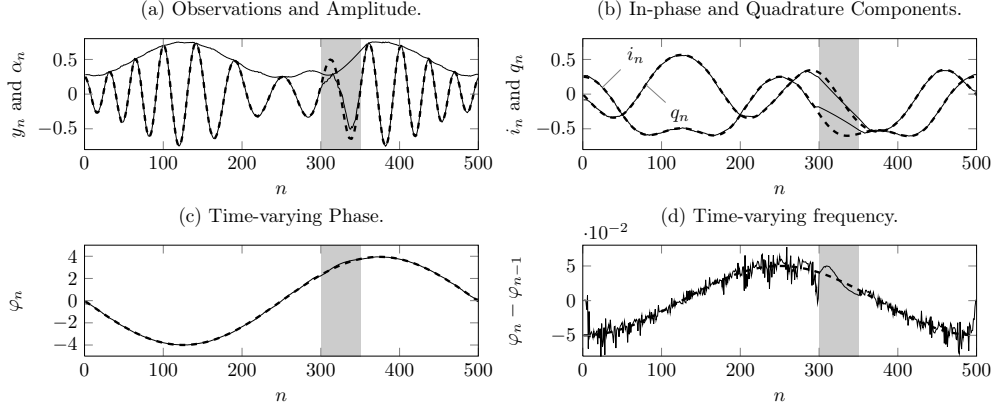 (a) Observations and Amplitude.
y_n and α_n
0.5
0
−0.5
0 100 200 300 400 500
n
(b) In-phase and Quadrature Components.
i_n and q_n
0.5
0
−0.5
i_n
q_n
0 100 200 300 400 500
n
(c) Time-varying Phase.
φ_n
4
2
0
−2
−4
0 100 200 300 400 500
n
(d) Time-varying frequency.
·10^−2
φ_n − φ_{n−1}
5
0
−5
0 100 200 300 400 500
n